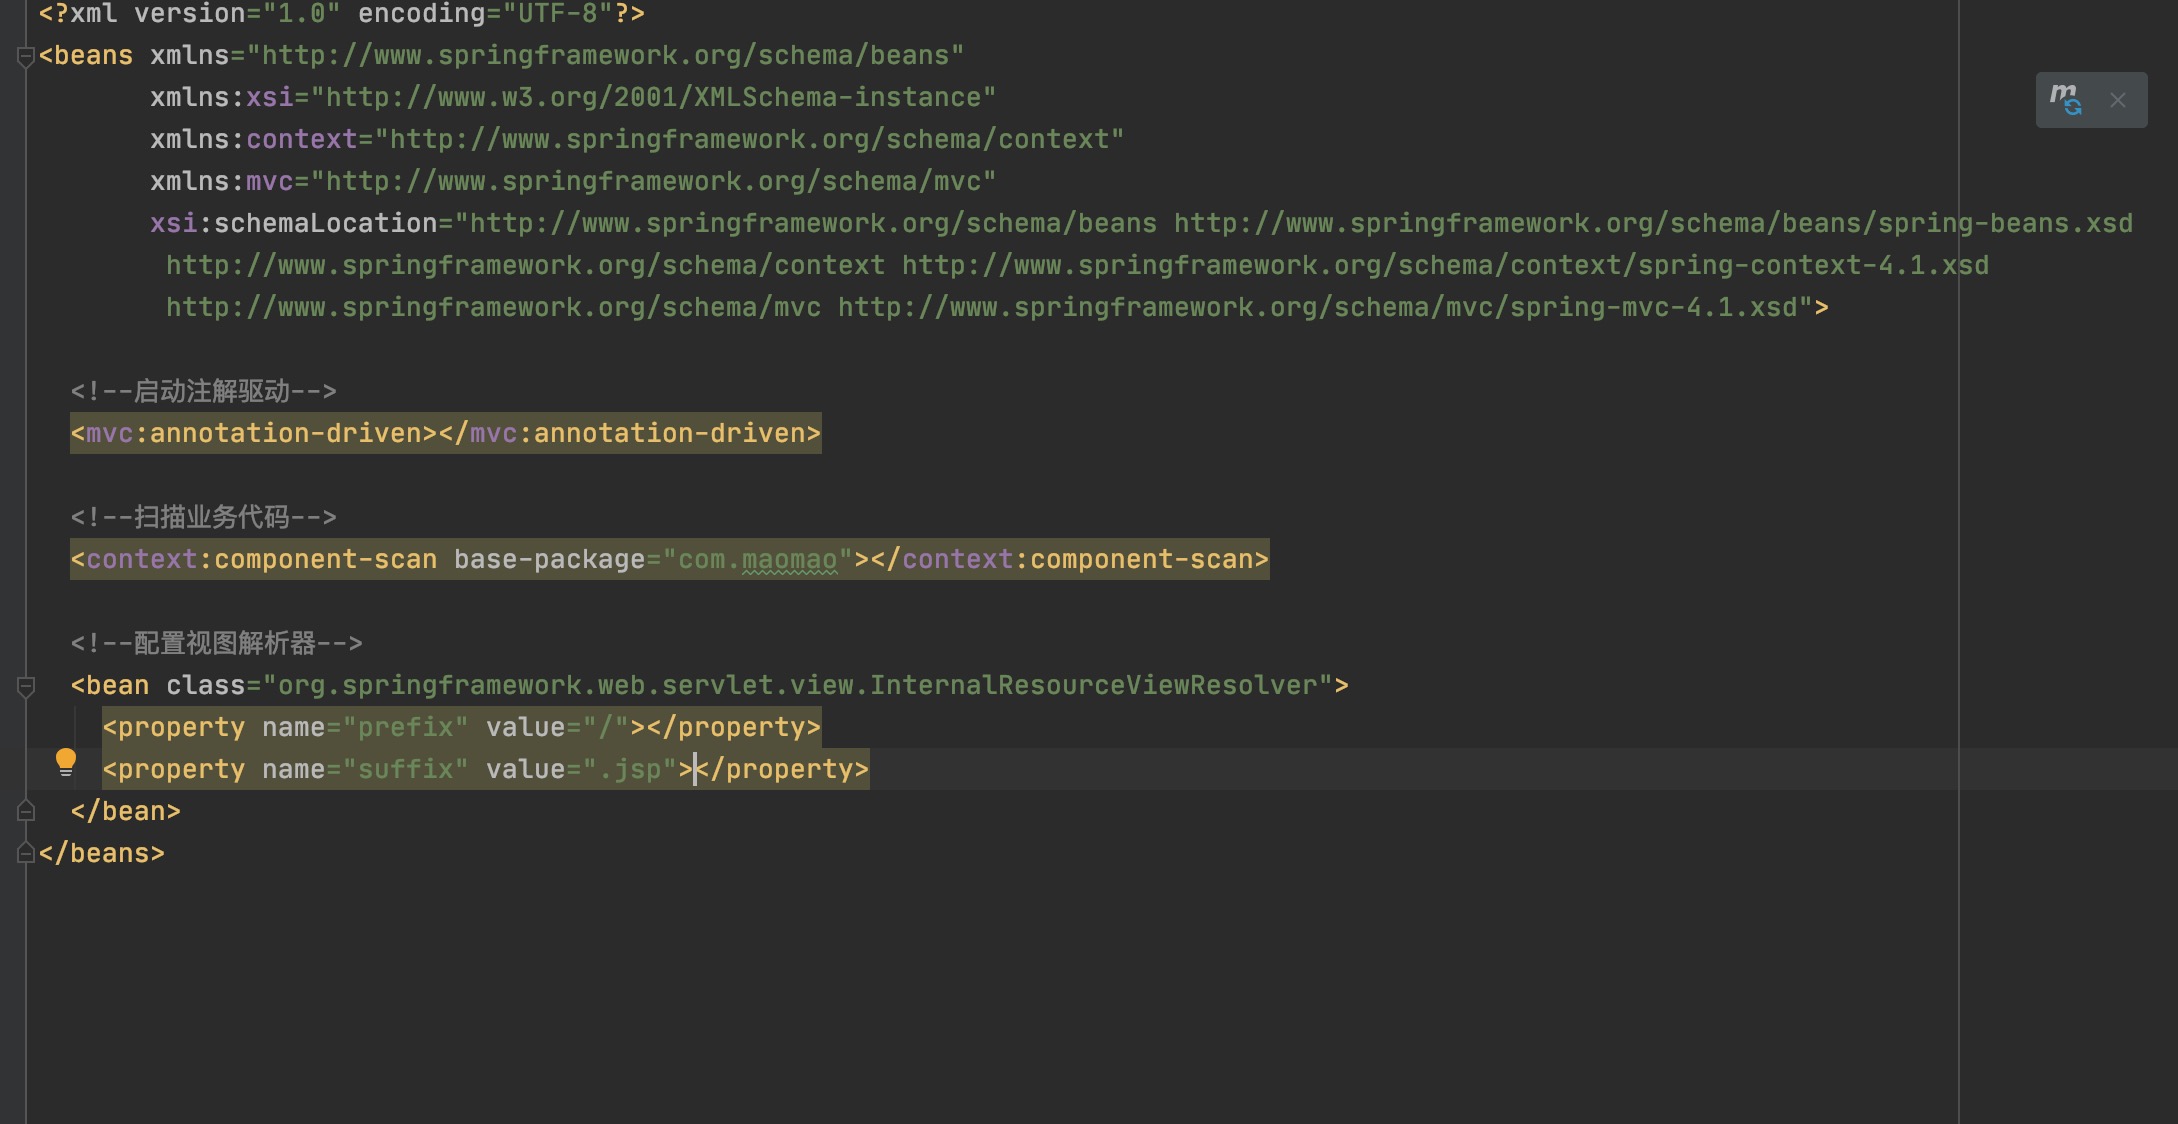 <?xml version="1.0" encoding="UTF-8"?>
<beans xmlns="http://www.springframework.org/schema/beans"
xmlns:xsi="http://www.w3.org/2001/XMLSchema-instance"
xmlns:context="http://www.springframework.org/schema/context"
xmlns:mvc="http://www.springframework.org/schema/mvc"
xsi:schemaLocation="http://www.springframework.org/schema/beans http://www.springframework.org/schema/beans/spring-beans.xsd
http://www.springframework.org/schema/context http://www.springframework.org/schema/context/spring-context-4.1.xsd
http://www.springframework.org/schema/mvc http://www.springframework.org/schema/mvc/spring-mvc-4.1.xsd">
<!--启动注解驱动-->
<mvc:annotation-driven></mvc:annotation-driven>
<!--扫描业务代码-->
<context:component-scan base-package="com.maomao"></context:component-scan>
<!--配置视图解析器-->
<bean class="org.springframework.web.servlet.view.InternalResourceViewResolver">
<property name="prefix" value="/"></property>
<property name="suffix" value=".jsp"></property>
</bean>
</beans>
m